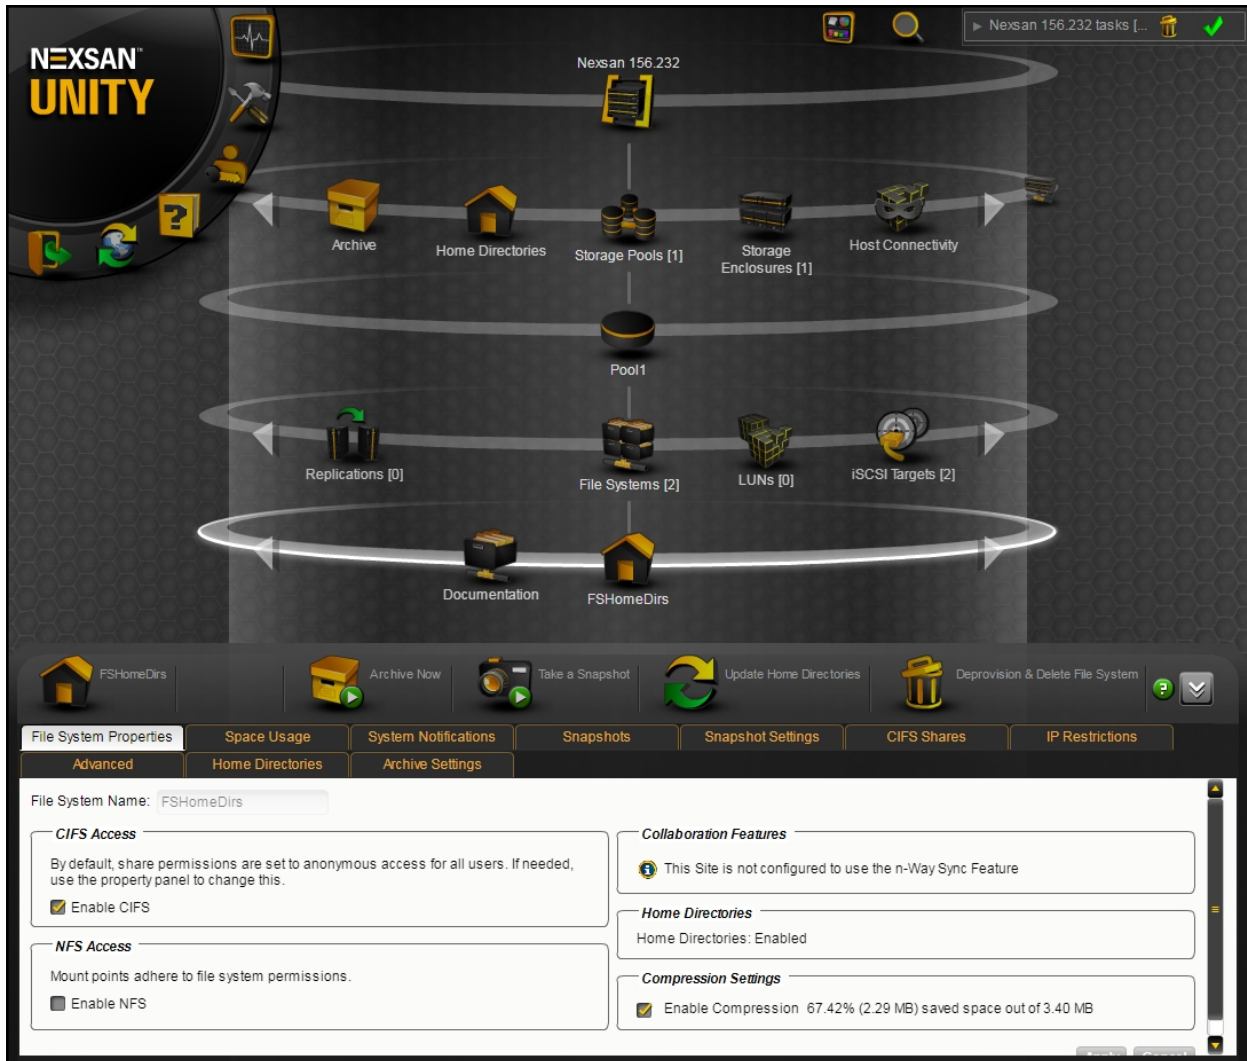 NEXSAN™
UNITY
Nexsan 156.232 tasks [...
Nexsan 156.232
Archive
Home Directories
Storage Pools [1]
Storage
Enclosures [1]
Host Connectivity
Pool1
Replications [0]
File Systems [2]
LUNs [0]
iSCSI Targets [2]
Documentation
FSHomeDirs
FSHomeDirs
Archive Now
Take a Snapshot
Update Home Directories
Deprovision & Delete File System
File System Properties
Space Usage
System Notifications
Snapshots
Snapshot Settings
CIFS Shares
IP Restrictions
Advanced
Home Directories
Archive Settings
File System Name: FSHomeDirs
CIFS Access
By default, share permissions are set to anonymous access for all users. If needed,
use the property panel to change this.
Enable CIFS
NFS Access
Mount points adhere to file system permissions.
Enable NFS
Collaboration Features
This Site is not configured to use the n-Way Sync Feature
Home Directories
Home Directories: Enabled
Compression Settings
Enable Compression 67.42% (2.29 MB) saved space out of 3.40 MB